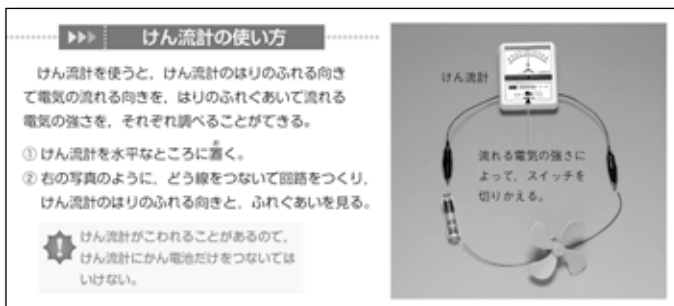 けん流計の使い方
けん流計を使うと，けん流計のはりのふれる向き
で電気の流れる向きを，はりのふれぐあいで流れる
電気の強さを，それぞれ調べることができる。
① けん流計を水平なところに置く。
② 右の写真のように，どう線をつないで回路をつくり，
けん流計のはりのふれる向きと，ふれぐあいを見る。
けん流計がこわれることがあるので，
けん流計にかん電池だけをつないでは
いけない。
けん流計
流れる電気の強さに
よって，スイッチを
切りかえる。